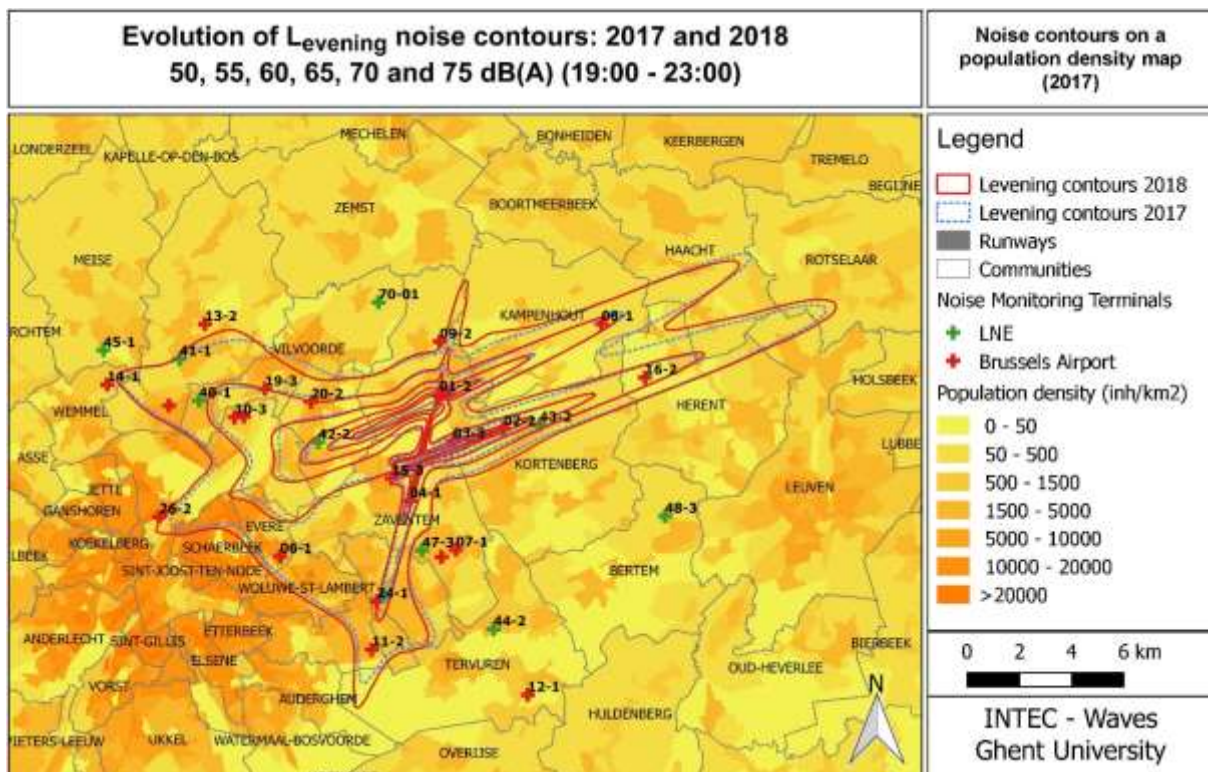 Evolution of Levening noise contours: 2017 and 2018
50, 55, 60, 65, 70 and 75 dB(A) (19:00 - 23:00)
Noise contours on a
population density map
(2017)
LONDERZEEL
KAPELLE-OP-DEN-BOS
MECHELEN
BONHEIDEN
KEERBERGEN
TREMELO
BEGIJNE
ZEMST
BOORTMEERBEEK
MEISE
HAACHT
ROTSELAAR
70-01
RCHTEM
13-2
KAMPENHOUT
08-1
45-1
41-1
VILVOORDE
09-2
14-1
19-3
20-2
01-2
16-2
HOLSBEEK
WEMMEL
40-1
10-3
HERENT
42-2
03-3
02-2
43-2
LUBBE
ASSE
15-3
KORTENBERG
JETTE
04-1
LEUVEN
GANSHOREN
26-2
EVERE
ZAVENTEM
48-3
KOEKELBERG
SCHAERBEEK
06-1
47-3
07-1
LBEEK
SINT-JOOST-TEN-NODE
BERTEM
WOLUWE-ST-LAMBERT
24-1
ANDERLECHT
SINT-GILLIS
ETTERBEEK
44-2
BIERBEEK
ELSENE
11-2
TERVUREN
OUD-HEVERLEE
VORST
AUDERGHEM
12-1
HULDENBERG
PIETERS-LEEUW
UKKEL
WATERMAAL-BOSVOORDE
OVERIJSE
N
Legend
Levening contours 2018
Levening contours 2017
Runways
Communities
Noise Monitoring Terminals
LNE
Brussels Airport
Population density (inh/km2)
0 - 50
50 - 500
500 - 1500
1500 - 5000
5000 - 10000
10000 - 20000
>20000
0 2 4 6 km
INTEC - Waves
Ghent University